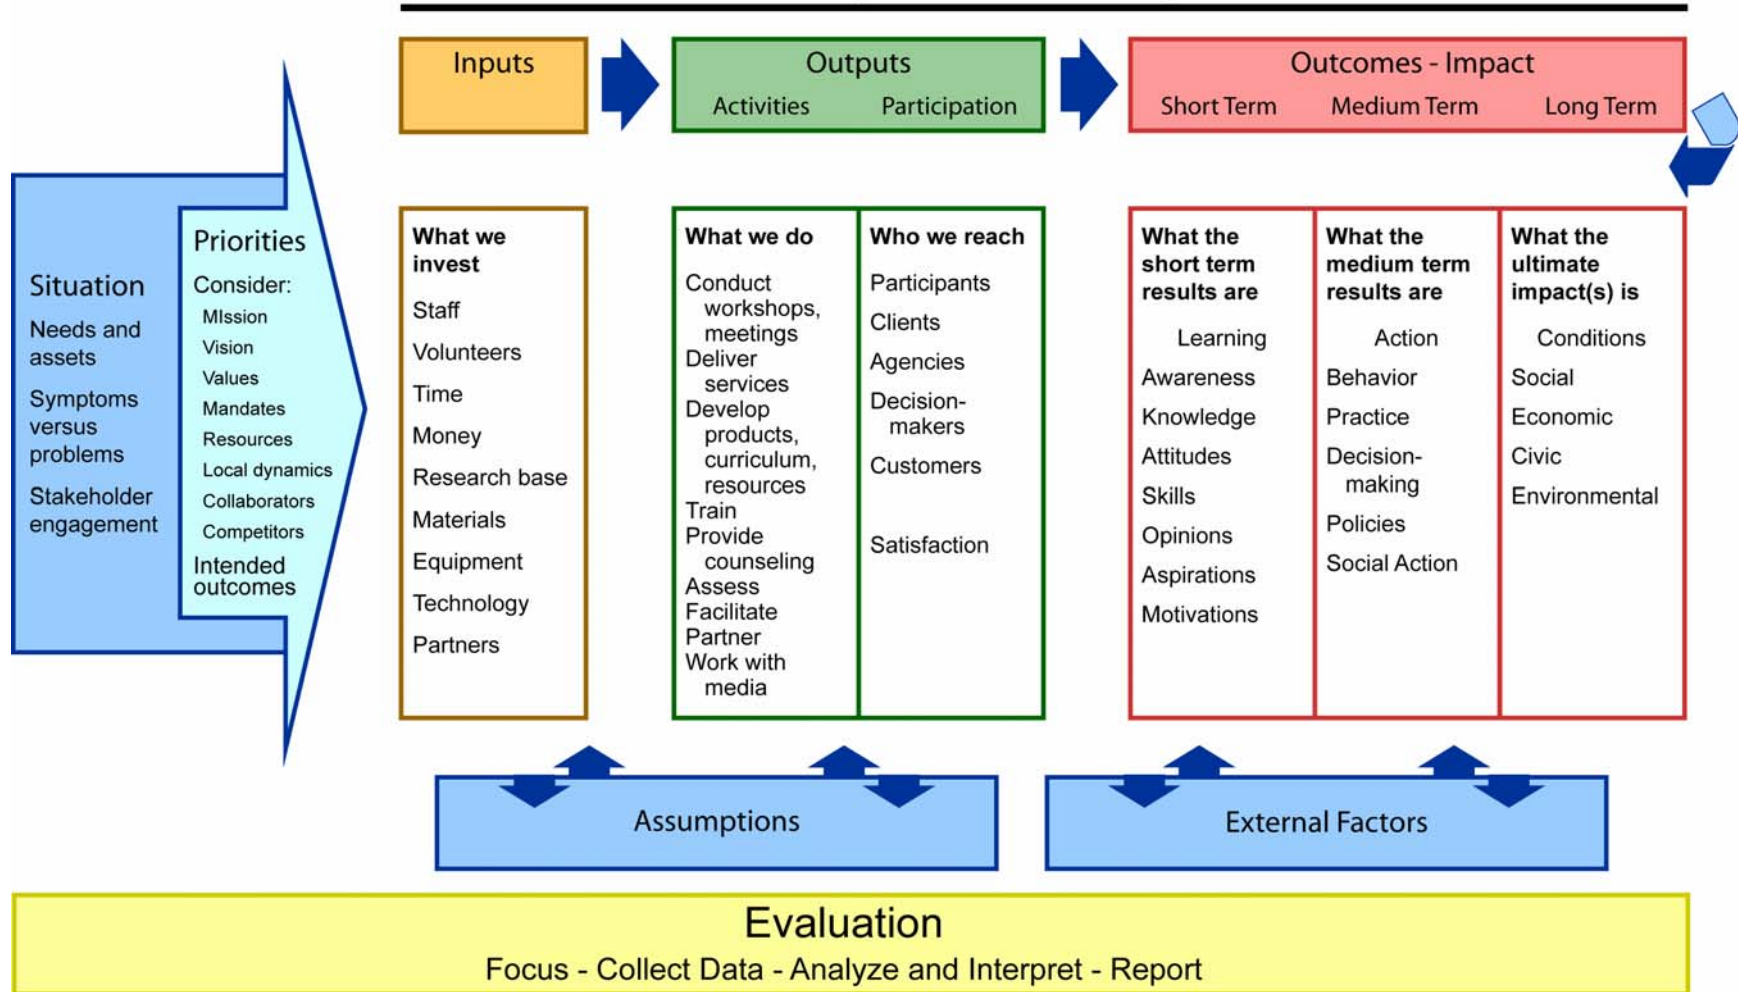 Inputs
Outputs
Activities Participation
Outcomes - Impact
Short Term Medium Term Long Term
Situation
Needs and
assets
Symptoms
versus
problems
Stakeholder
engagement
Priorities
Consider:
MIssion
Vision
Values
Mandates
Resources
Local dynamics
Collaborators
Competitors
Intended
outcomes
What we
invest
Staff
Volunteers
Time
Money
Research base
Materials
Equipment
Technology
Partners
What we do
Conduct
workshops,
meetings
Deliver
services
Develop
products,
curriculum,
resources
Train
Provide
counseling
Assess
Facilitate
Partner
Work with
media
Who we reach
Participants
Clients
Agencies
Decision-
makers
Customers
Satisfaction
What the
short term
results are
Learning
Awareness
Knowledge
Attitudes
Skills
Opinions
Aspirations
Motivations
What the
medium term
results are
Action
Behavior
Practice
Decision-
making
Policies
Social Action
What the
ultimate
impact(s) is
Conditions
Social
Economic
Civic
Environmental
Assumptions
External Factors
Evaluation
Focus - Collect Data - Analyze and Interpret - Report